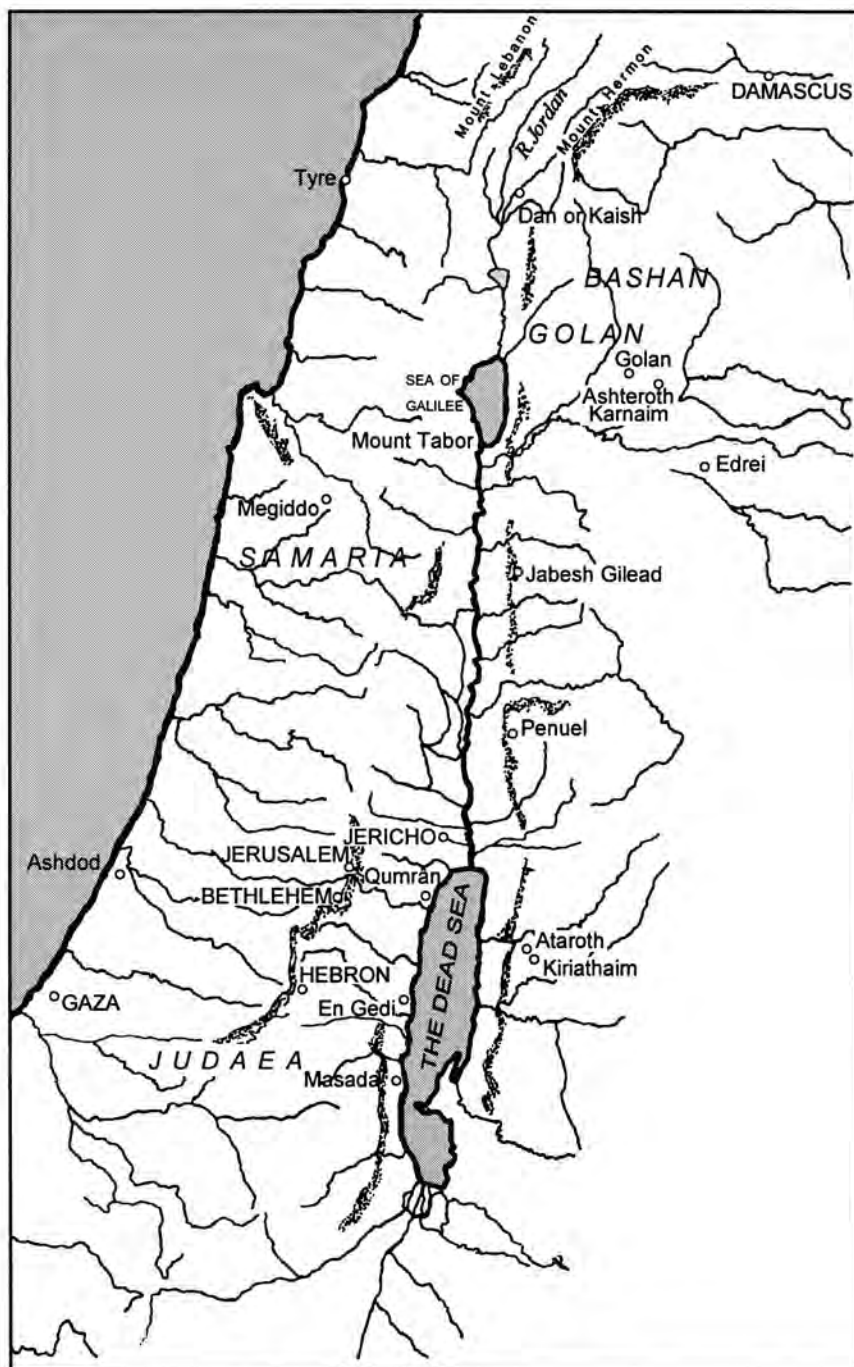 Mount Lebanon
R. Jordan
Mount Hermon
DAMASCUS
Tyre
Dan or Kaish
BASHAN
GOLAN
Golan
SEA OF
GALILEE
Ashteroth
Karnaim
Mount Tabor
Edrei
Megiddo
SAMARIA
Jabesh Gilead
Penuel
JERICHO
JERUSALEM
Ashdod
Qumrân
BETHLEHEM
THE DEAD SEA
Ataroth
Kiriathaim
HEBRON
GAZA
En Gedi
JUDAEA
Masada